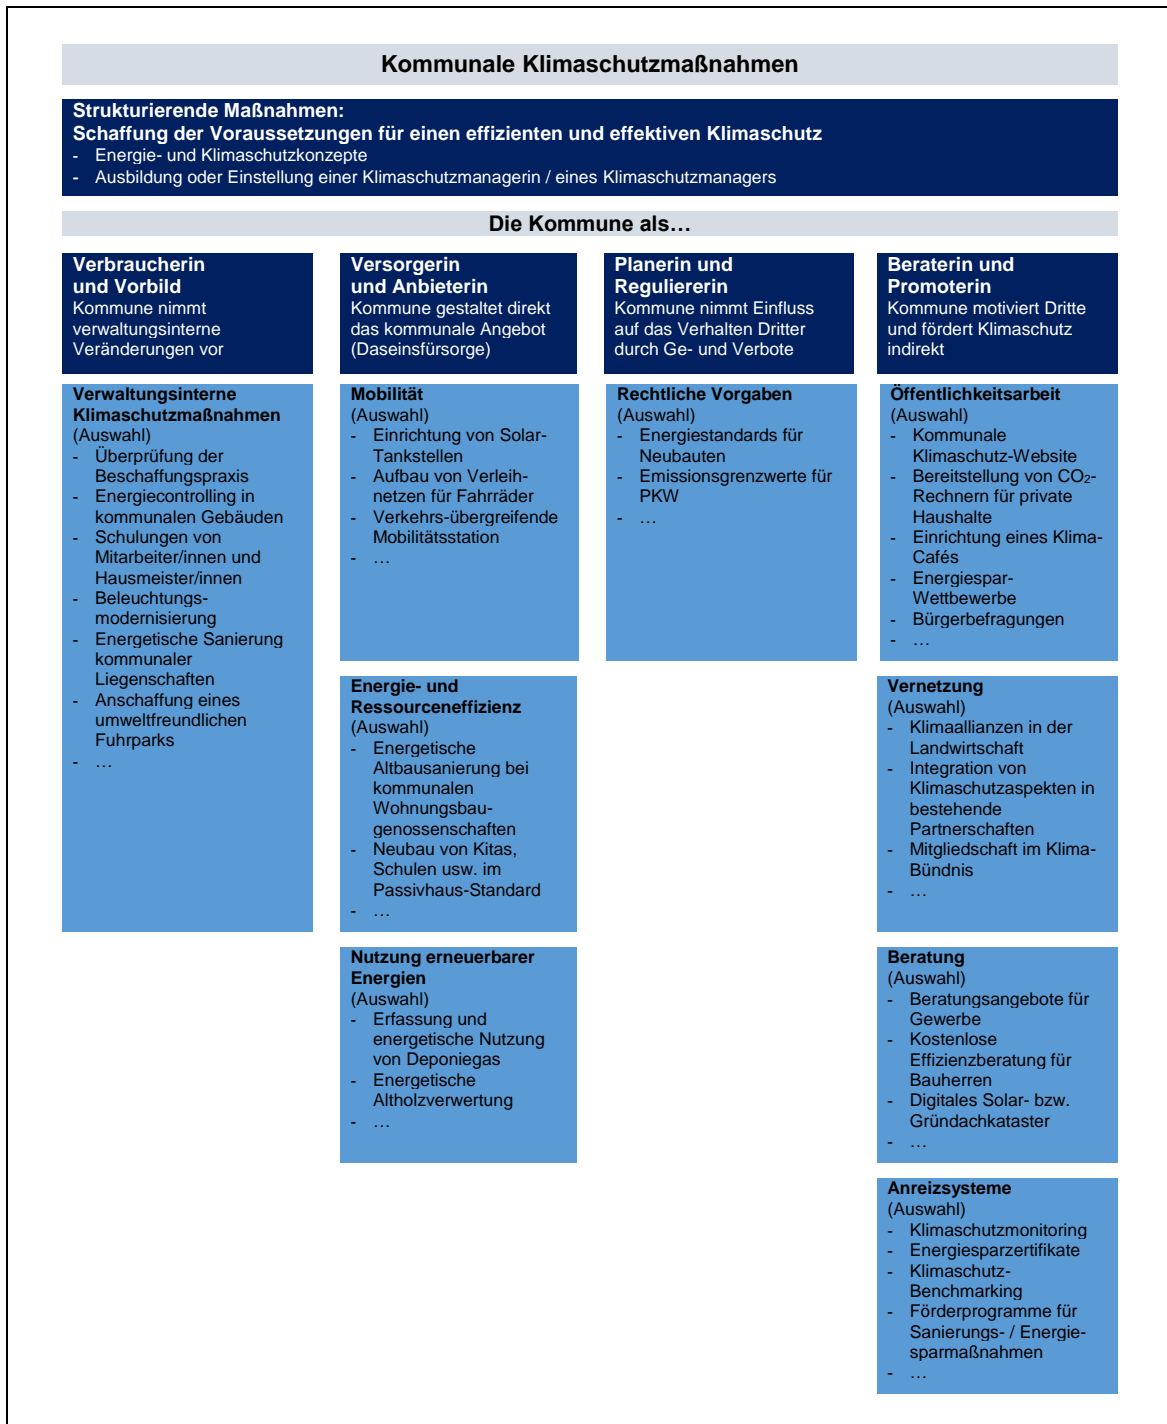 Kommunale Klimaschutzmaßnahmen
Strukturierende Maßnahmen:
Schaffung der Voraussetzungen für einen effizienten und effektiven Klimaschutz
- Energie- und Klimaschutzkonzepte
- Ausbildung oder Einstellung einer Klimaschutzmanagerin / eines Klimaschutzmanagers
Die Kommune als…
Verbraucherin
und Vorbild
Kommune nimmt
verwaltungsinterne
Veränderungen vor
Verwaltungsinterne
Klimaschutzmaßnahmen
(Auswahl)
- Überprüfung der
Beschaffungspraxis
- Energiecontrolling in
kommunalen Gebäuden
- Schulungen von
Mitarbeiter/innen und
Hausmeister/innen
- Beleuchtungs-
modernisierung
- Energetische Sanierung
kommunaler
Liegenschaften
- Anschaffung eines
umweltfreundlichen
Fuhrparks
- …
Versorgerin
und Anbieterin
Kommune gestaltet direkt
das kommunale Angebot
(Daseinsfürsorge)
Mobilität
(Auswahl)
- Einrichtung von Solar-
Tankstellen
- Aufbau von Verleih-
netzen für Fahrräder
- Verkehrs-übergreifende
Mobilitätsstation
- …
Energie- und
Ressourceneffizienz
(Auswahl)
- Energetische
Altbausanierung bei
kommunalen
Wohnungsbau-
genossenschaften
- Neubau von Kitas,
Schulen usw. im
Passivhaus-Standard
- …
Nutzung erneuerbarer
Energien
(Auswahl)
- Erfassung und
energetische Nutzung
von Deponiegas
- Energetische
Altholzverwertung
- …
Planerin und
Reguliererin
Kommune nimmt Einfluss
auf das Verhalten Dritter
durch Ge- und Verbote
Rechtliche Vorgaben
(Auswahl)
- Energiestandards für
Neubauten
- Emissionsgrenzwerte für
PKW
- …
Beraterin und
Promoterin
Kommune motiviert Dritte
und fördert Klimaschutz
indirekt
Öffentlichkeitsarbeit
(Auswahl)
- Kommunale
Klimaschutz-Website
- Bereitstellung von CO₂-
Rechnern für private
Haushalte
- Einrichtung eines Klima-
Cafés
- Energiespar-
Wettbewerbe
- Bürgerbefragungen
- …
Vernetzung
(Auswahl)
- Klimaallianzen in der
Landwirtschaft
- Integration von
Klimaschutzaspekten in
bestehende
Partnerschaften
- Mitgliedschaft im Klima-
Bündnis
- …
Beratung
(Auswahl)
- Beratungsangebote für
Gewerbe
- Kostenlose
Effizienzberatung für
Bauherren
- Digitales Solar- bzw.
Gründachkataster
- …
Anreizsysteme
(Auswahl)
- Klimaschutzmonitoring
- Energiesparzertifikate
- Klimaschutz-
Benchmarking
- Förderprogramme für
Sanierungs- / Energie-
sparmaßnahmen
- …